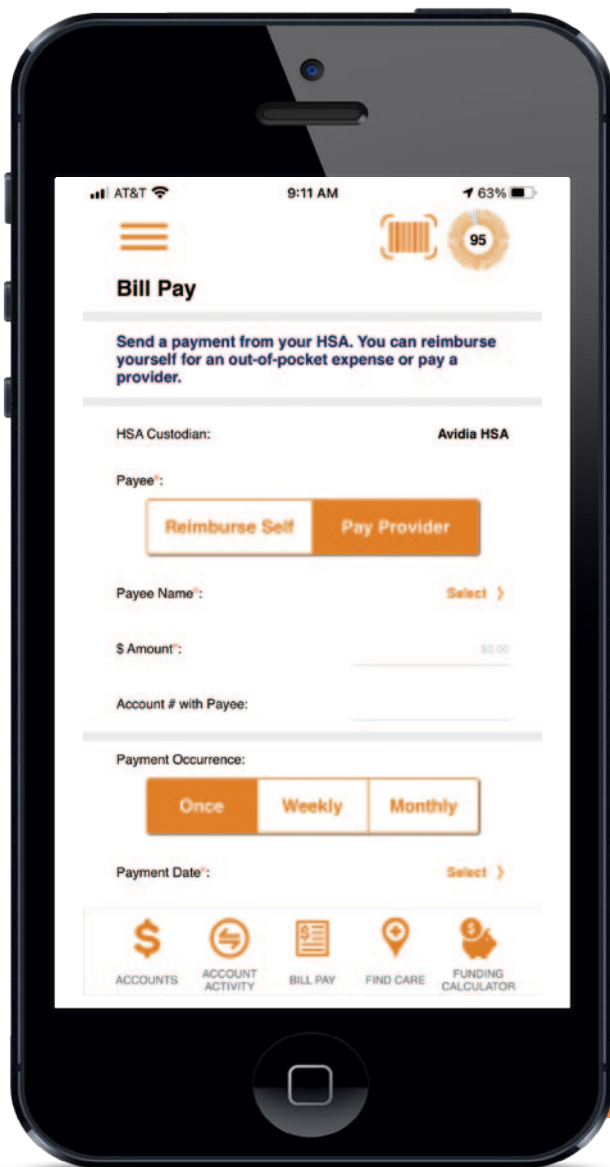 AT&T 9:11 AM 63%
95
Bill Pay
Send a payment from your HSA. You can reimburse
yourself for an out-of-pocket expense or pay a
provider.
HSA Custodian: Avidia HSA
Payee*:
Reimburse Self Pay Provider
Payee Name*: Select >
$ Amount*: $0.00
Account # with Payee:
Payment Occurrence:
Once Weekly Monthly
Payment Date*: Select >
$ $
ACCOUNTS ACCOUNT ACTIVITY BILL PAY FIND CARE FUNDING CALCULATOR